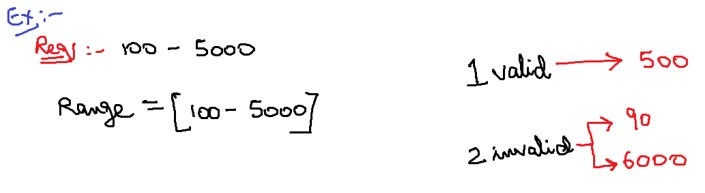 Ex:-
Req:- 100 - 5000
Range = [100 - 5000]
1 valid → 500
2 invalid → 90
→ 6000